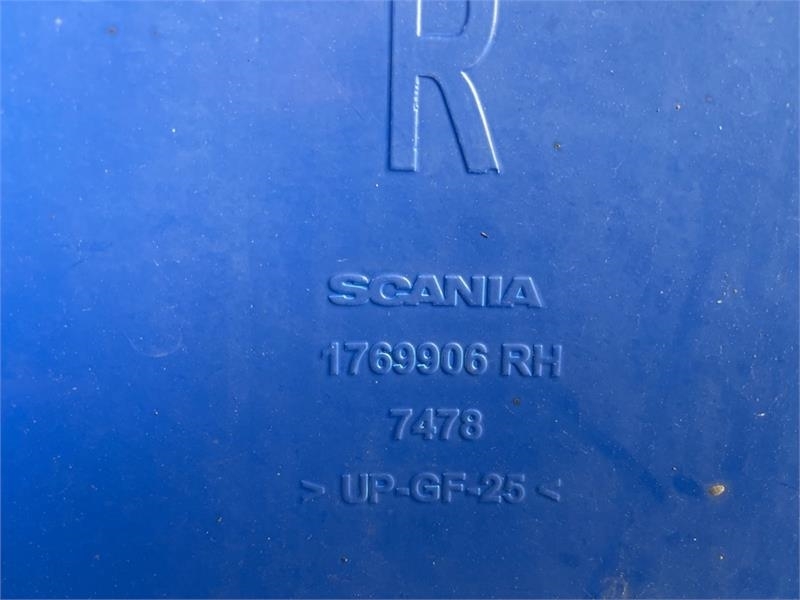 R
SCANIA
1769906 RH
7478
> UP-GF-25 <